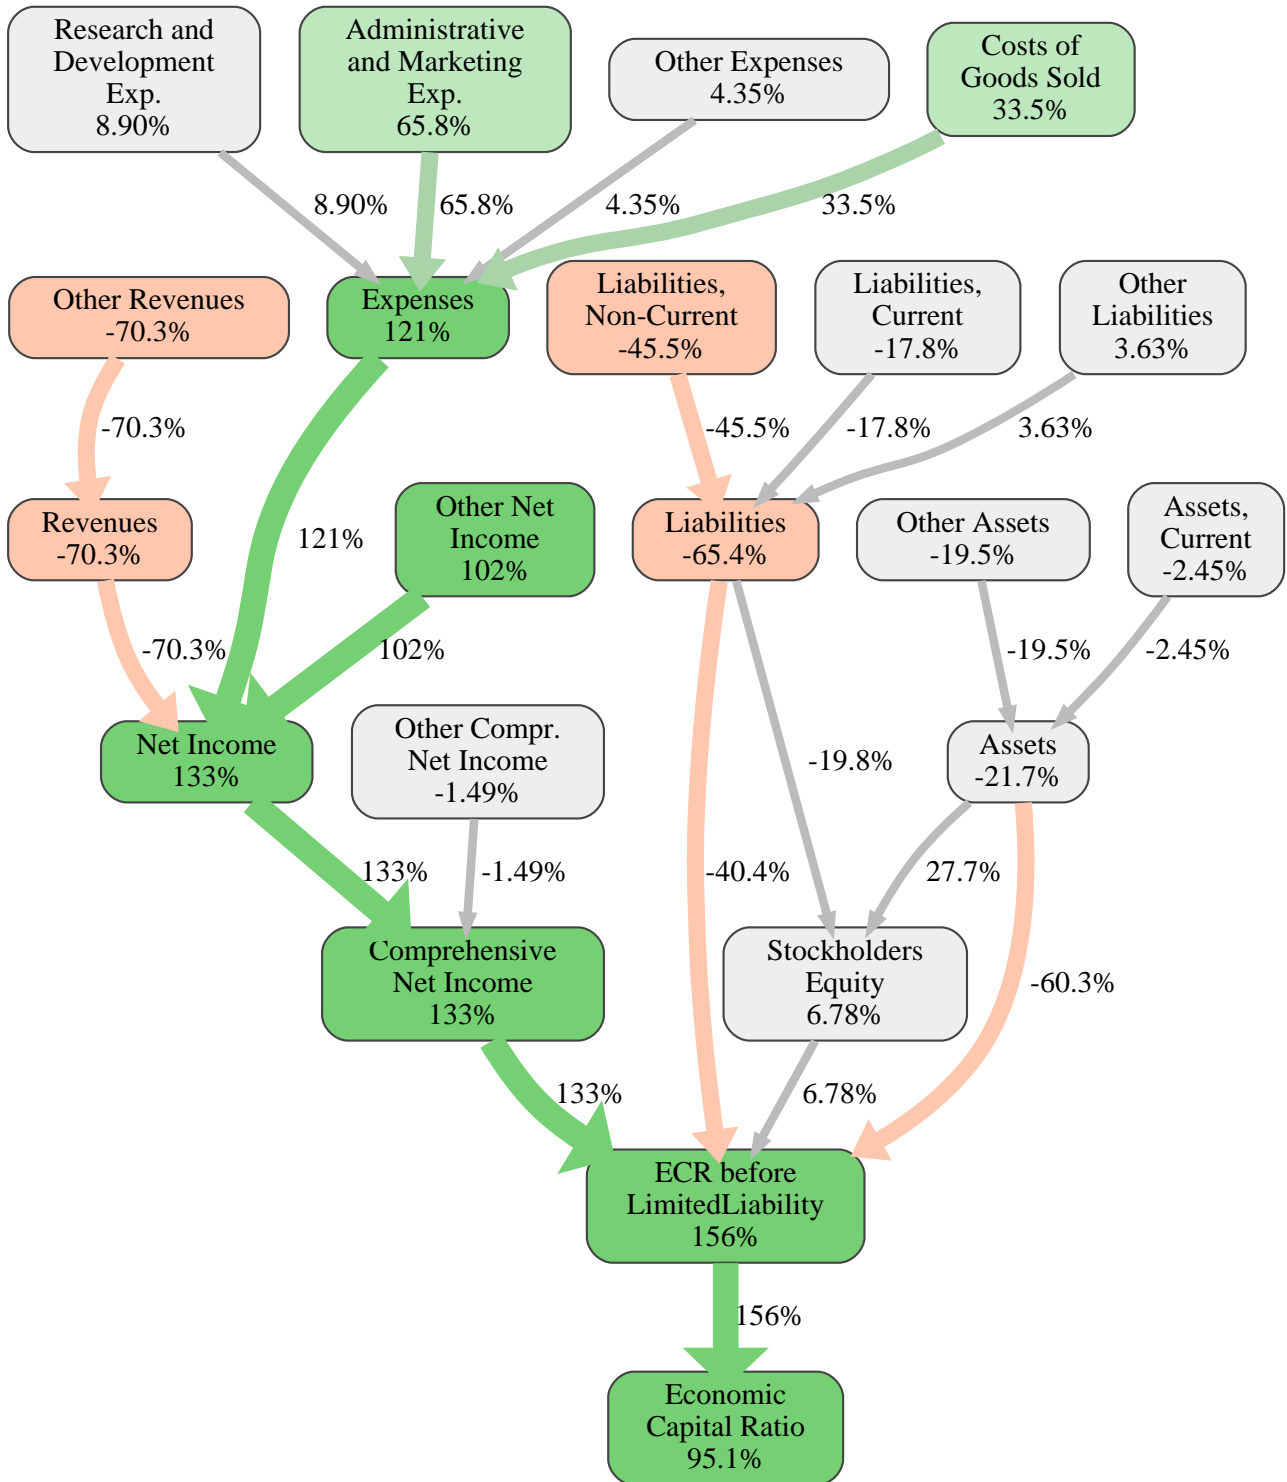 Research and
Development
Exp.
8.90%
Administrative
and Marketing
Exp.
65.8%
Other Expenses
4.35%
Costs of
Goods Sold
33.5%
8.90%
65.8%
4.35%
33.5%
Other Revenues
-70.3%
Expenses
121%
Liabilities,
Non-Current
-45.5%
Liabilities,
Current
-17.8%
Other
Liabilities
3.63%
-70.3%
-45.5%
-17.8%
3.63%
Revenues
-70.3%
121%
Other Net
Income
102%
Liabilities
-65.4%
Other Assets
-19.5%
Assets,
Current
-2.45%
-70.3%
102%
-19.5%
-2.45%
Net Income
133%
Other Compr.
Net Income
-1.49%
-19.8%
Assets
-21.7%
133%
-1.49%
-40.4%
27.7%
Comprehensive
Net Income
133%
Stockholders
Equity
6.78%
-60.3%
133%
6.78%
ECR before
LimitedLiability
156%
156%
Economic
Capital Ratio
95.1%